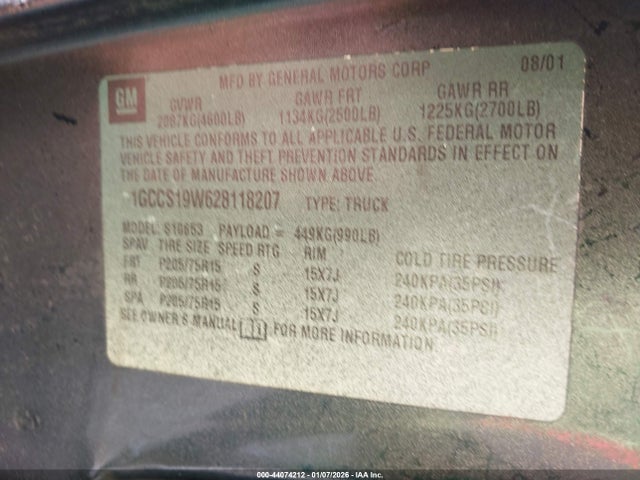 GM
MFD BY GENERAL MOTORS CORP 08/01
GVWR GAWR FRT GAWR RR
2087KG(4600LB) 1134KG(2500LB) 1225KG(2700LB)
THIS VEHICLE CONFORMS TO ALL APPLICABLE U.S. FEDERAL MOTOR
VEHICLE SAFETY AND THEFT PREVENTION STANDARDS IN EFFECT ON
THE DATE OF MANUFACTURE SHOWN ABOVE.
1GCCS19W628118207 TYPE: TRUCK
MODEL: S10653 PAYLOAD = 449KG(990LB)
SPAV TIRE SIZE SPEED RTG RIM COLD TIRE PRESSURE
FRT P205/75R15 S 15X7J 240KPA(35PSI)
RR P205/75R15 S 15X7J 240KPA(35PSI)
SPA P205/75R15 S 15X7J 240KPA(35PSI)
SEE OWNER'S MANUAL FOR MORE INFORMATION
000-44074212 - 01/07/2026 - IAA Inc.